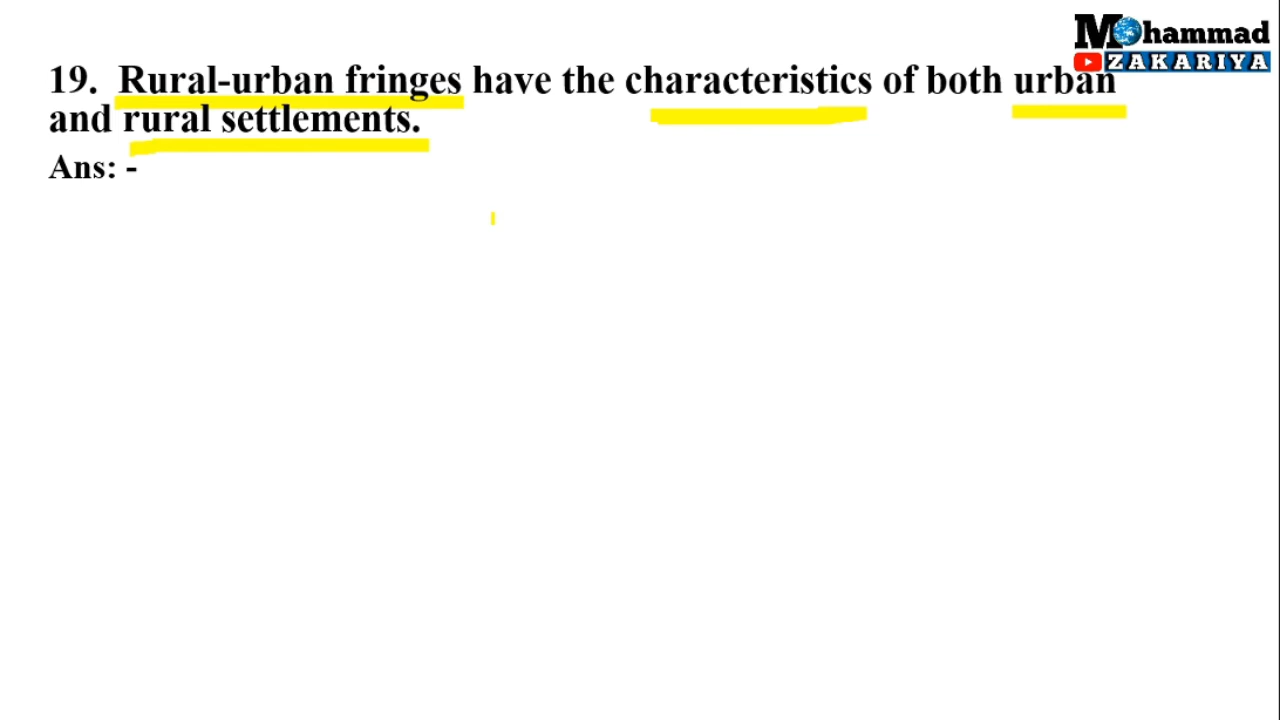 Mohammad
ZAKARIYA
19. Rural-urban fringes have the characteristics of both urban
and rural settlements.
Ans: -